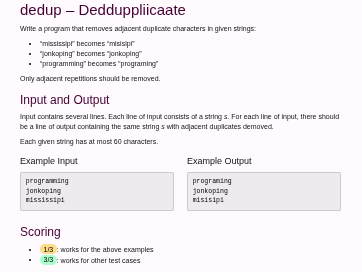 dedup – Dedduppliicaate
Write a program that removes adjacent duplicate characters in given strings:
• "mississipi" becomes "misisipi"
• "jonkoping" becomes "jonkoping"
• "programming" becomes "programing"
Only adjacent repetitions should be removed.
Input and Output
Input contains several lines. Each line of input consists of a string s. For each line of input, there should
be a line of output containing the same string s with adjacent duplicates demoved.
Each given string has at most 60 characters.
Example Input
programming
jonkoping
mississipi
Example Output
programing
jonkoping
misisipi
Scoring
• 1/3: works for the above examples
• 3/3: works for other test cases